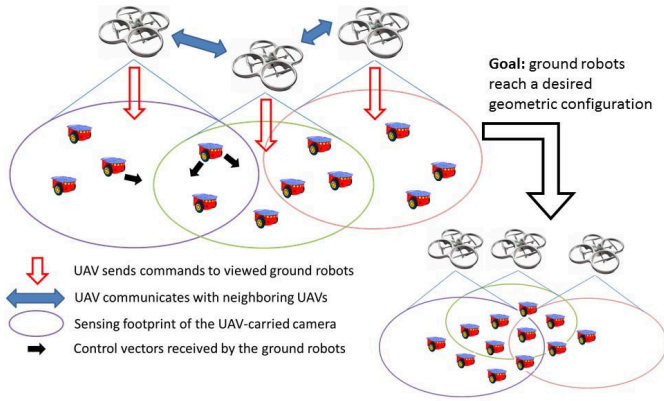 Goal: ground robots
reach a desired
geometric configuration
UAV sends commands to viewed ground robots
UAV communicates with neighboring UAVs
Sensing footprint of the UAV-carried camera
Control vectors received by the ground robots